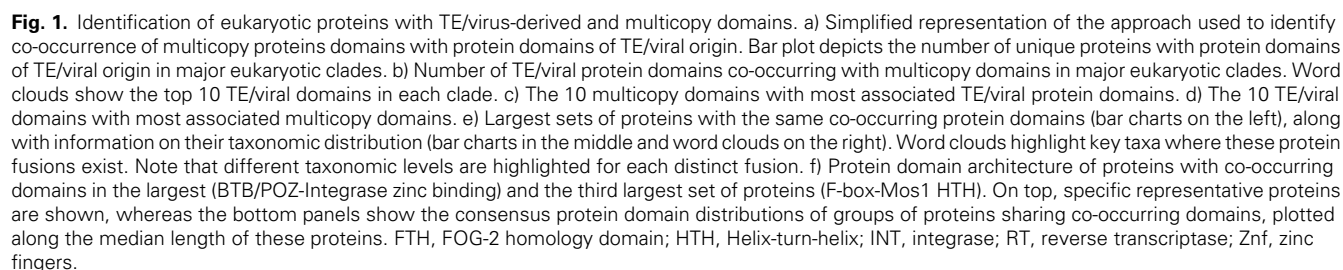 Fig. 1. Identification of eukaryotic proteins with TE/virus-derived and multicopy domains. a) Simplified representation of the approach used to identify
co-occurrence of multicopy proteins domains with protein domains of TE/viral origin. Bar plot depicts the number of unique proteins with protein domains
of TE/viral origin in major eukaryotic clades. b) Number of TE/viral protein domains co-occurring with multicopy domains in major eukaryotic clades. Word
clouds show the top 10 TE/viral domains in each clade. c) The 10 multicopy domains with most associated TE/viral protein domains. d) The 10 TE/viral
domains with most associated multicopy domains. e) Largest sets of proteins with the same co-occurring protein domains (bar charts on the left), along
with information on their taxonomic distribution (bar charts in the middle and word clouds on the right). Word clouds highlight key taxa where these protein
fusions exist. Note that different taxonomic levels are highlighted for each distinct fusion. f) Protein domain architecture of proteins with co-occurring
domains in the largest (BTB/POZ-Integrase zinc binding) and the third largest set of proteins (F-box-Mos1 HTH). On top, specific representative proteins
are shown, whereas the bottom panels show the consensus protein domain distributions of groups of proteins sharing co-occurring domains, plotted
along the median length of these proteins. FTH, FOG-2 homology domain; HTH, Helix-turn-helix; INT, integrase; RT, reverse transcriptase; Znf, zinc
fingers.